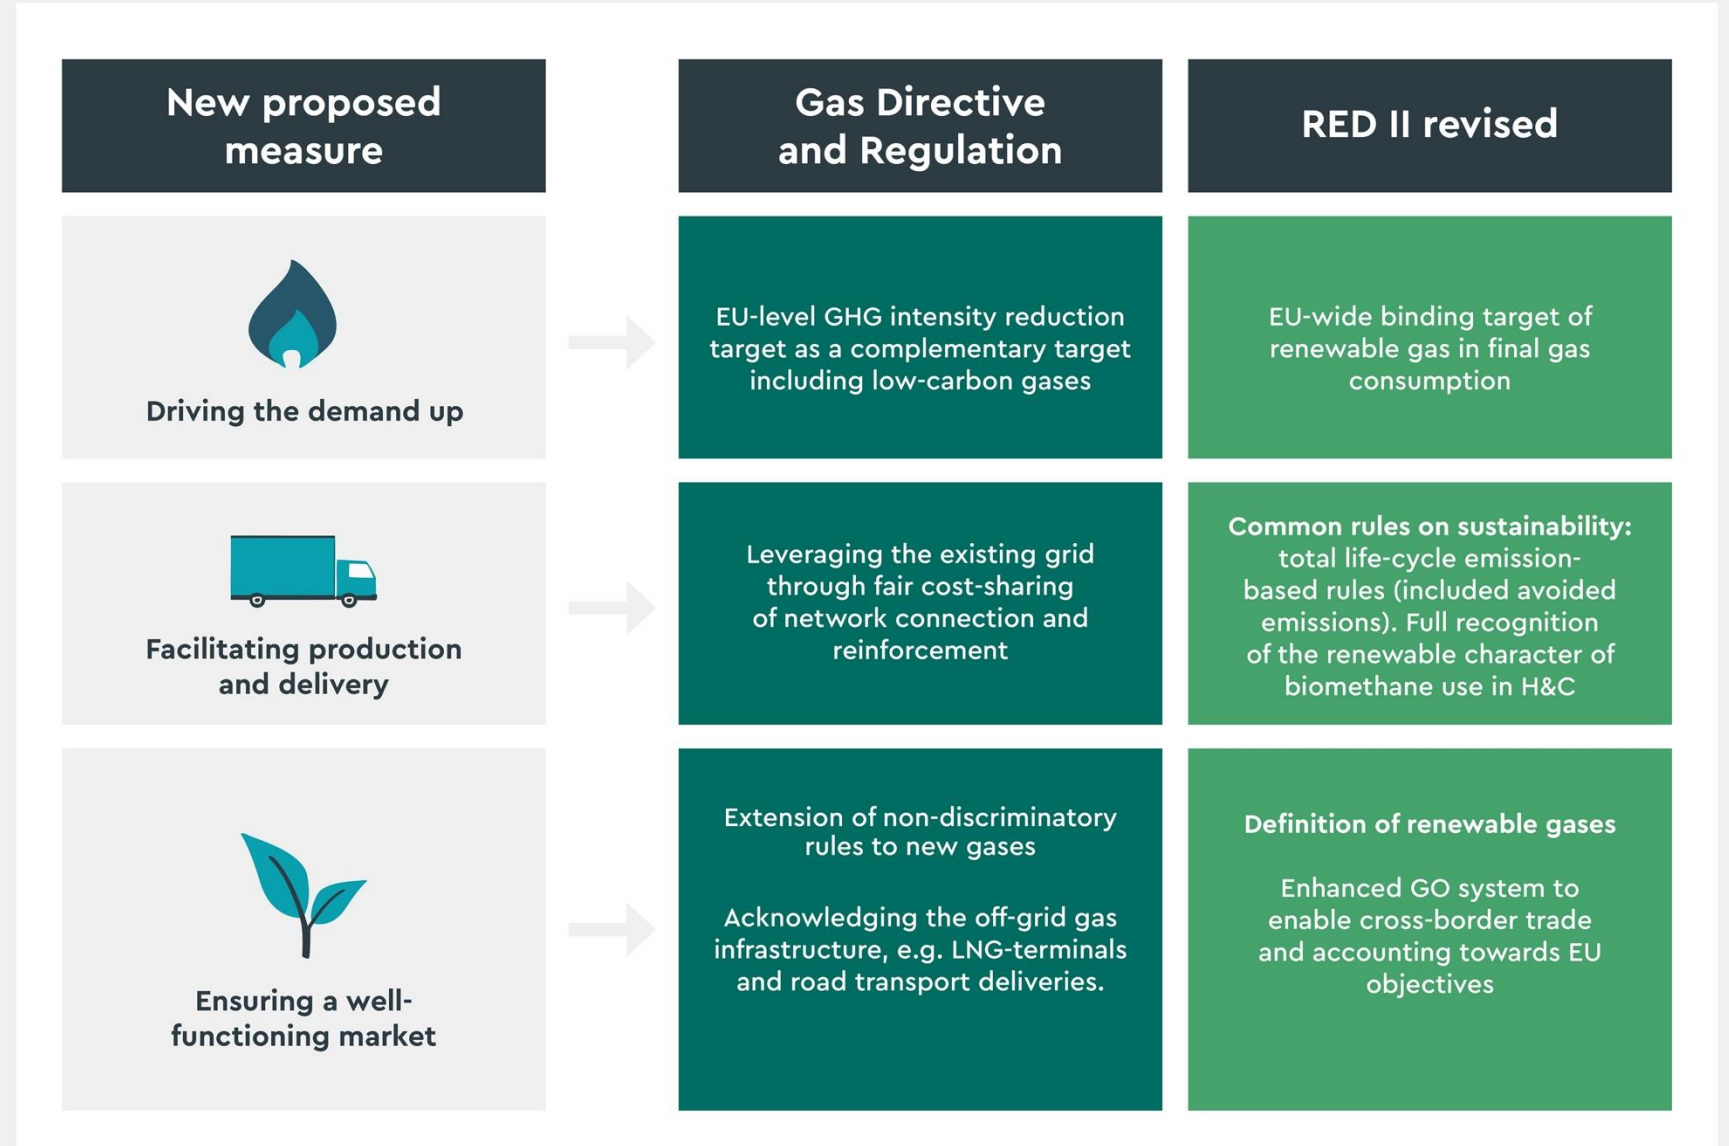 New proposed
measure
Gas Directive
and Regulation
RED II revised
Driving the demand up
EU-level GHG intensity reduction
target as a complementary target
including low-carbon gases
EU-wide binding target of
renewable gas in final gas
consumption
Facilitating production
and delivery
Leveraging the existing grid
through fair cost-sharing
of network connection and
reinforcement
Common rules on sustainability:
total life-cycle emission-
based rules (included avoided
emissions). Full recognition
of the renewable character of
biomethane use in H&C
Ensuring a well-
functioning market
Extension of non-discriminatory
rules to new gases
Acknowledging the off-grid gas
infrastructure, e.g. LNG-terminals
and road transport deliveries.
Definition of renewable gases
Enhanced GO system to
enable cross-border trade
and accounting towards EU
objectives